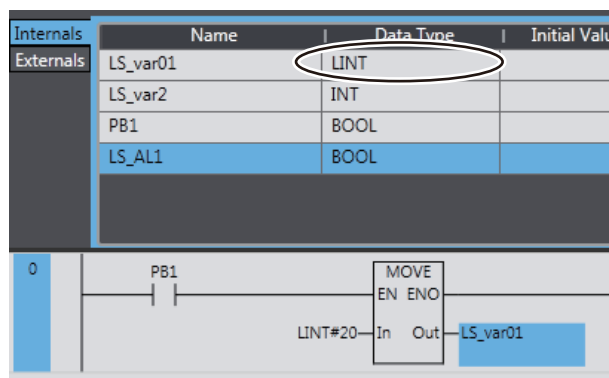 Internals Name Data Type Initial Valu
Externals LS_var01 LINT
LS_var2 INT
PB1 BOOL
LS_AL1 BOOL
0 PB1 MOVE
EN ENO
LINT#20 In Out LS_var01